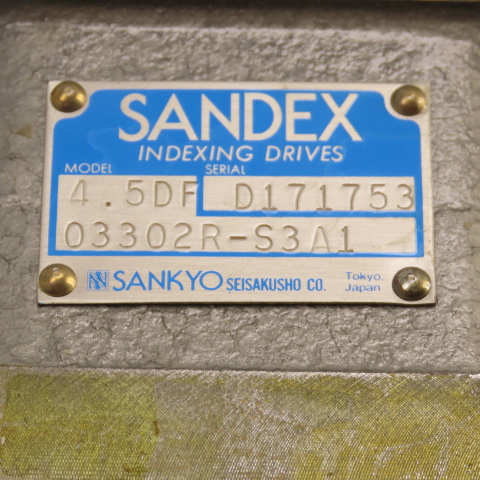 SANDEX
INDEXING DRIVES
MODEL SERIAL
4.5DF D171753
03302R-S3A1
SANKYO SEISAKUSHO CO. Tokyo, Japan